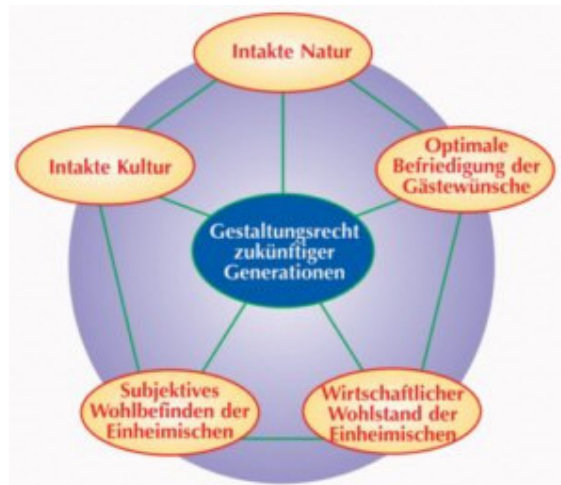 Intakte Natur
Intakte Kultur
Optimale
Befriedigung der
Gästewünsche
Gestaltungsrecht
zukünftiger
Generationen
Subjektives
Wohlbefinden der
Einheimischen
Wirtschaftlicher
Wohlstand der
Einheimischen